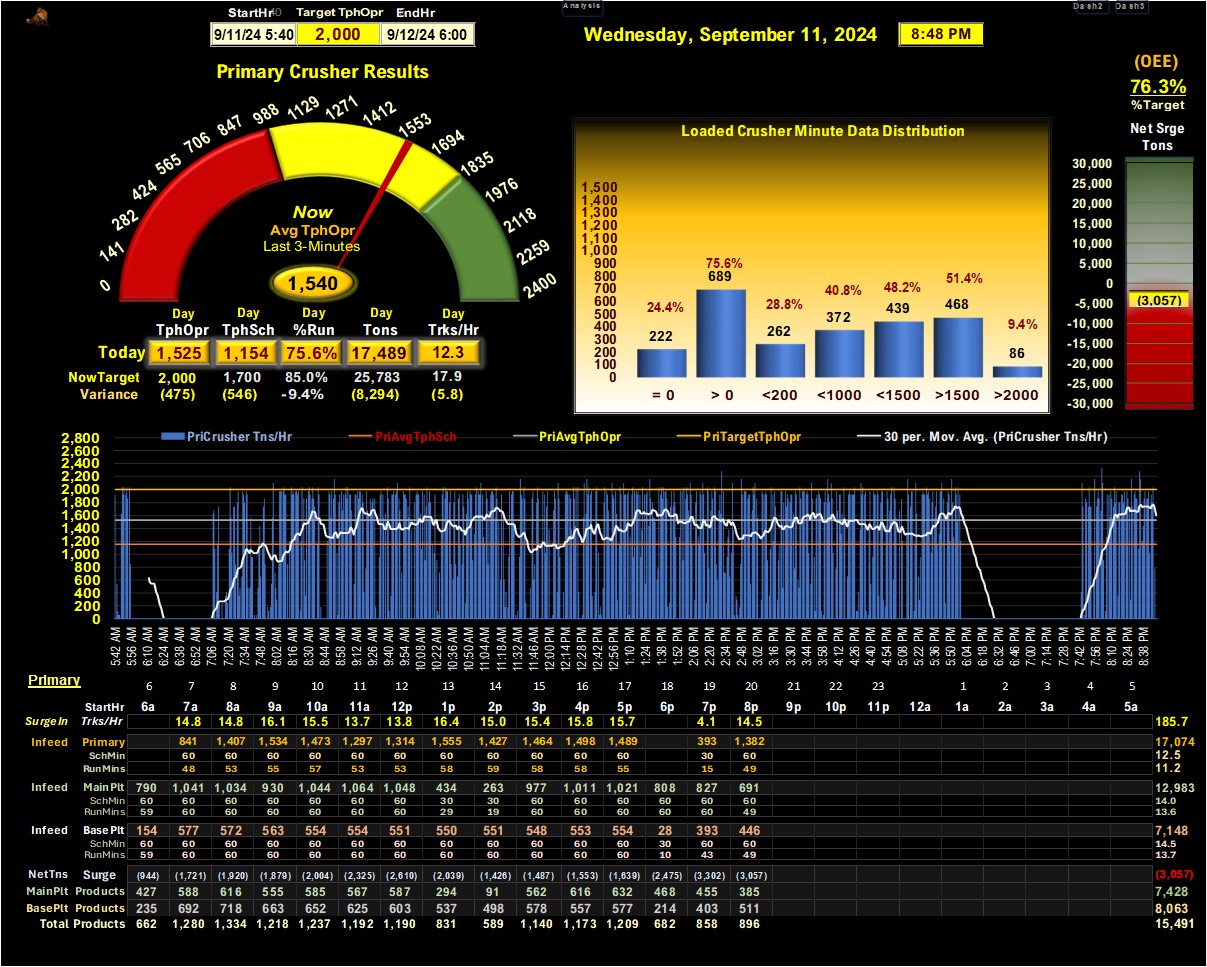 Analysis
Dash2 Dash3
StartHr Target TphOpr EndHr
9/11/24 5:40 2,000 9/12/24 6:00
Wednesday, September 11, 2024 8:48 PM
(OEE)
76.3%
%Target
Primary Crusher Results
0 141 282 424 565 706 847 988 1129 1271 1412 1553 1694 1835 1976 2118 2259 2400
Now
Avg TphOpr
Last 3-Minutes
1,540
Day Day Day Day Day
TphOpr TphSch %Run Tons Trks/Hr
Today 1,525 1,154 75.6% 17,489 12.3
NowTarget 2,000 1,700 85.0% 25,783 17.9
Variance (475) (546) -9.4% (8,294) (5.8)
Loaded Crusher Minute Data Distribution
1,500
1,400
1,300
1,200
1,100
1,000
900
800
700
600
500
400
300
200
100
0
24.4% 75.6% 28.8% 40.8% 48.2% 51.4% 9.4%
222 689 262 372 439 468 86
= 0 > 0 <200 <1000 <1500 >1500 >2000
Net Srge
Tons
30,000
25,000
20,000
15,000
10,000
5,000
0
-5,000
-10,000
-15,000
-20,000
-25,000
-30,000
(3,057)
PriCrusher Tns/Hr PriAvgTphSch PriAvgTphOpr PriTargetTphOpr 30 per. Mov. Avg. (PriCrusher Tns/Hr)
2,800
2,600
2,400
2,200
2,000
1,800
1,600
1,400
1,200
1,000
800
600
400
200
0
5:42 AM 5:56 AM 6:10 AM 6:24 AM 6:38 AM 6:52 AM 7:06 AM 7:20 AM 7:34 AM 7:48 AM 8:02 AM 8:16 AM 8:30 AM 8:44 AM 8:58 AM 9:12 AM 9:26 AM 9:40 AM 9:54 AM 10:08 AM 10:22 AM 10:36 AM 10:50 AM 11:04 AM 11:18 AM 11:32 AM 11:46 AM 12:00 PM 12:14 PM 12:28 PM 12:42 PM 12:56 PM 1:10 PM 1:24 PM 1:38 PM 1:52 PM 2:06 PM 2:20 PM 2:34 PM 2:48 PM 3:02 PM 3:16 PM 3:30 PM 3:44 PM 3:58 PM 4:12 PM 4:26 PM 4:40 PM 4:54 PM 5:08 PM 5:22 PM 5:36 PM 5:50 PM 6:04 PM 6:18 PM 6:32 PM 6:46 PM 7:00 PM 7:14 PM 7:28 PM 7:42 PM 7:56 PM 8:10 PM 8:24 PM 8:38 PM
Primary
6 7 8 9 10 11 12 13 14 15 16 17 18 19 20 21 22 23 1 2 3 4 5
StartHr 6a 7a 8a 9a 10a 11a 12p 1p 2p 3p 4p 5p 6p 7p 8p 9p 10p 11p 12a 1a 2a 3a 4a 5a
SurgeIn Trks/Hr 14.8 14.8 16.1 15.5 13.7 13.8 16.4 15.0 15.4 15.8 15.7 4.1 14.5 185.7
Infeed Primary 841 1,407 1,534 1,473 1,297 1,314 1,555 1,427 1,464 1,498 1,489 393 1,382 17,074
SchMin 60 60 60 60 60 60 60 60 60 60 60 30 60 12.5
RunMins 48 53 55 57 53 53 58 59 58 58 55 15 49 11.2
Infeed MainPlt 790 1,041 1,034 930 1,044 1,064 1,048 434 263 977 1,011 1,021 808 827 691 12,983
SchMin 60 60 60 60 60 60 60 30 30 60 60 60 60 60 60 14.0
RunMins 59 60 60 60 60 60 60 29 19 60 60 60 60 60 49 13.6
Infeed Base Plt 154 577 572 563 554 554 551 550 551 548 553 554 28 393 446 7,148
SchMin 60 60 60 60 60 60 60 60 60 60 60 60 30 60 60 14.5
RunMins 59 60 60 60 60 60 60 60 60 60 60 60 10 43 49 13.7
NetTns Surge (944) (1,721) (1,920) (1,879) (2,004) (2,325) (2,610) (2,039) (1,426) (1,487) (1,553) (1,639) (2,475) (3,302) (3,057) (3,057)
MainPlt Products 427 588 616 555 585 567 587 294 91 562 616 632 468 455 385 7,428
BasePlt Products 235 692 718 663 652 625 603 537 498 578 557 577 214 403 511 8,063
Total Products 662 1,280 1,334 1,218 1,237 1,192 1,190 831 589 1,140 1,173 1,209 682 858 896 15,491